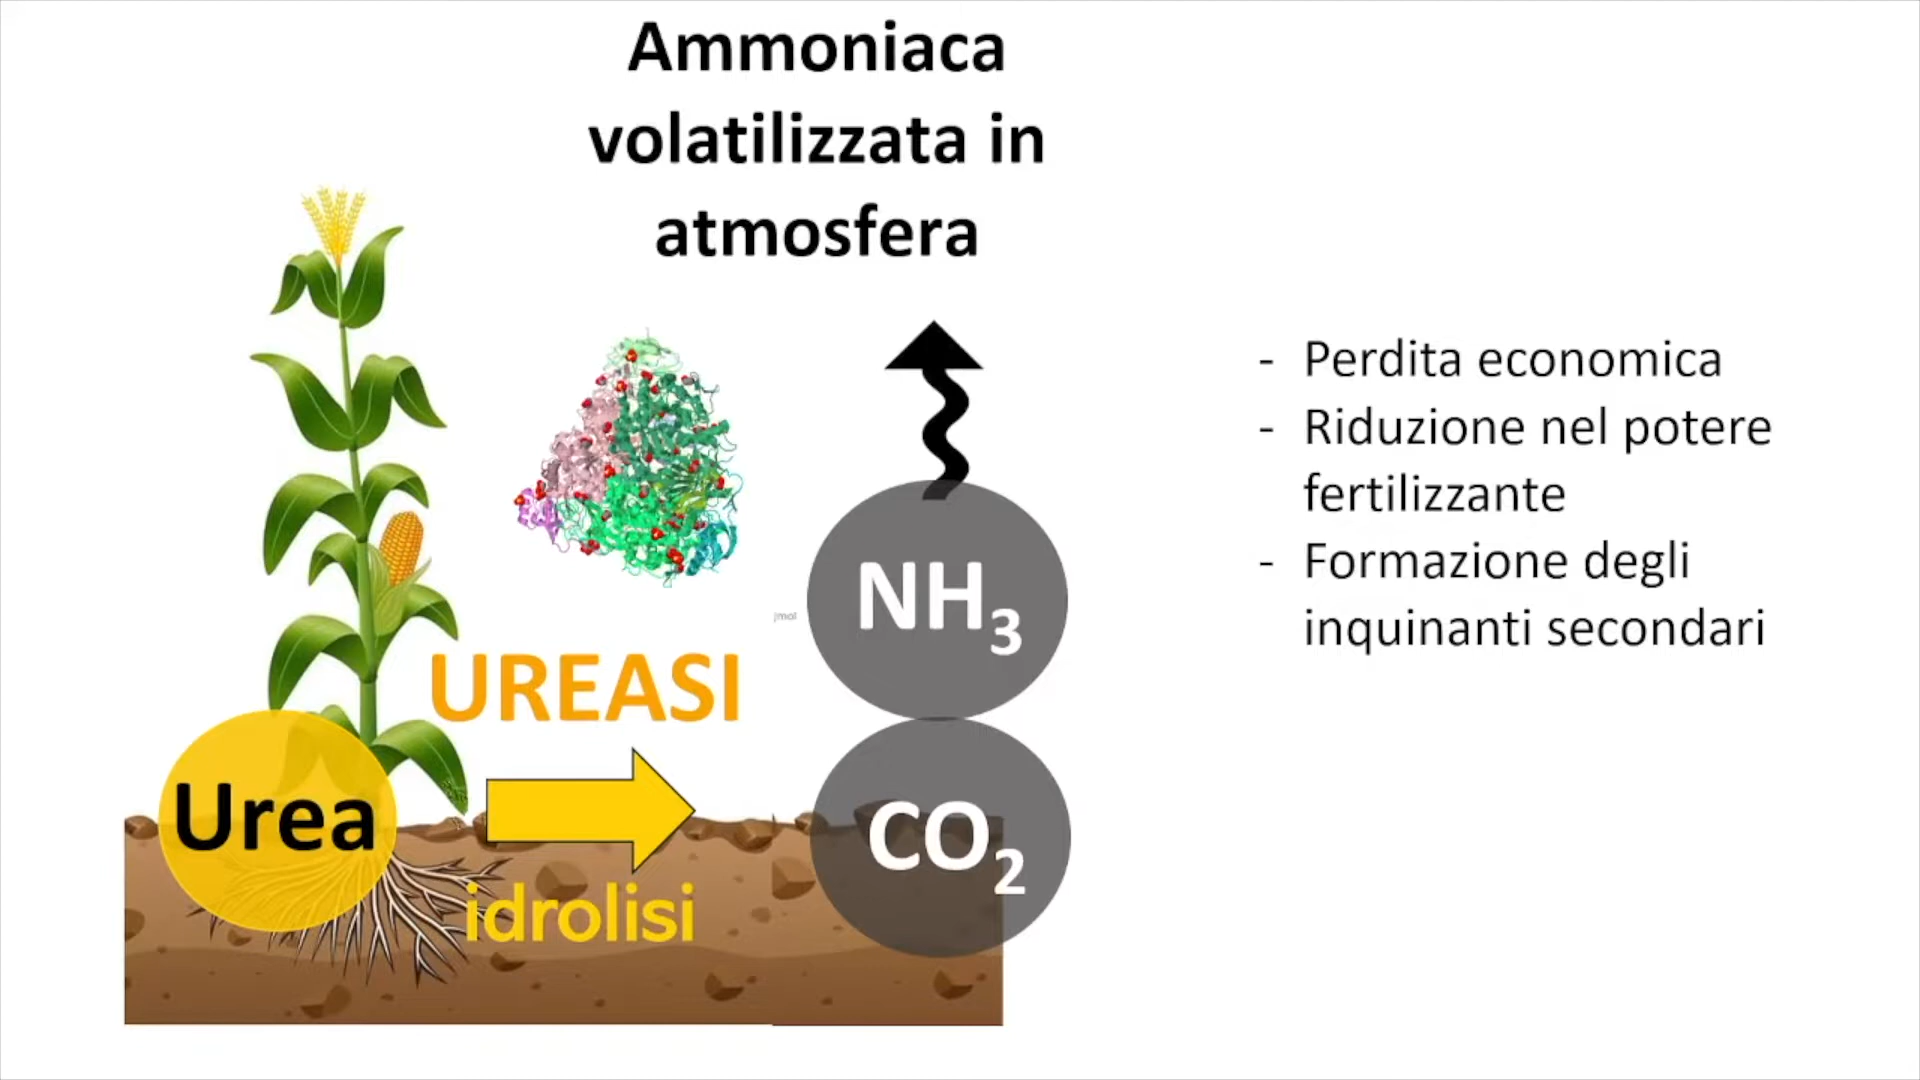 Ammoniaca
volatilizzata in
atmosfera
- Perdita economica
- Riduzione nel potere
fertilizzante
- Formazione degli
inquinanti secondari
NH₃
jmol
UREASI
Urea
CO₂
idrolisi